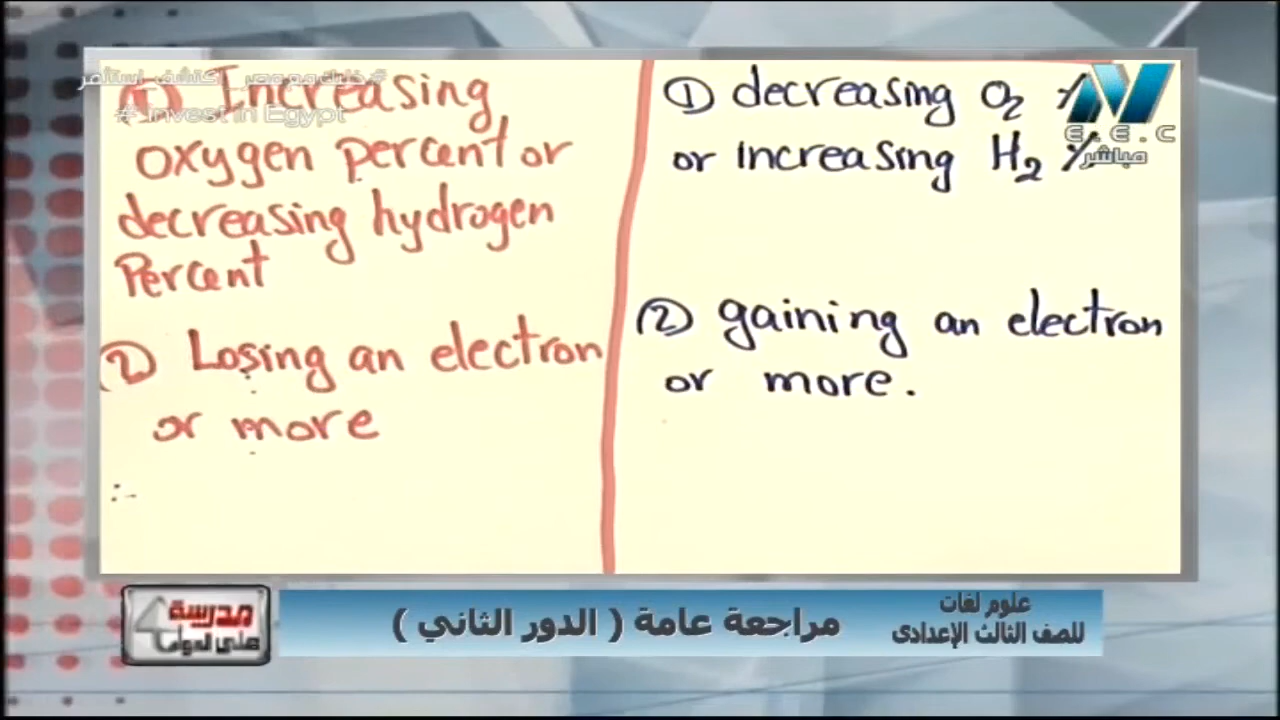 #خليك_مع_مصر_اكتشف_استثمر
# Invest in Egypt
① Increasing
oxygen percent or
decreasing hydrogen
Percent
② Losing an electron
or more
:-
① decreasing O₂ %
or increasing H₂ %
② gaining an electron
or more.
N
E.E.C
مباشر
مدرسة
على الهواء
مراجعة عامة ( الدور الثاني )
علوم لغات
للصف الثالث الإعدادى